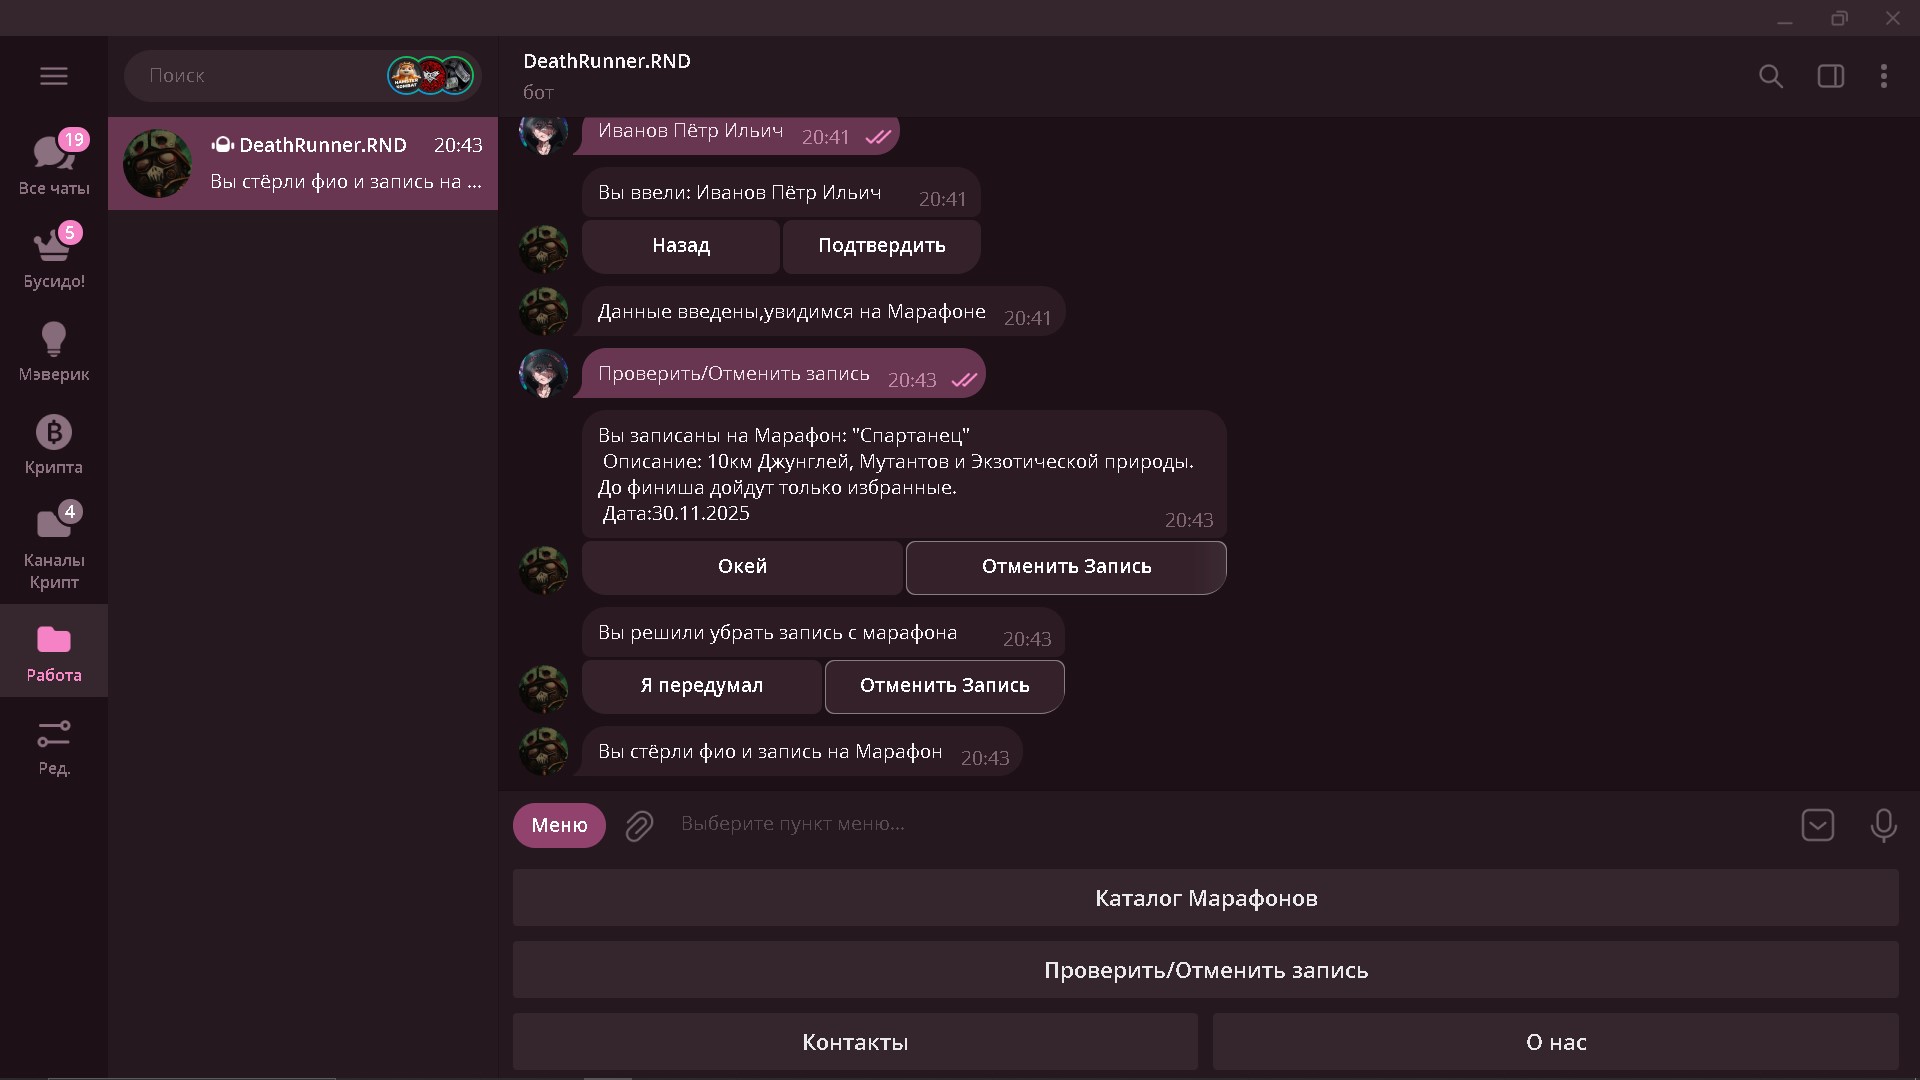 Поиск
DeathRunner.RND
бот
19
Все чаты
5
Бусидо!
Мэверик
Крипта
4
Каналы
Крипт
Работа
Ред.
DeathRunner.RND 20:43
Вы стёрли фио и запись на ...
Иванов Пётр Ильич 20:41
Вы ввели: Иванов Пётр Ильич 20:41
Назад
Подтвердить
Данные введены,увидимся на Марафоне 20:41
Проверить/Отменить запись 20:43
Вы записаны на Марафон: "Спартанец"
Описание: 10км Джунглей, Мутантов и Экзотической природы.
До финиша дойдут только избранные.
Дата:30.11.2025 20:43
Окей
Отменить Запись
Вы решили убрать запись с марафона 20:43
Я передумал
Отменить Запись
Вы стёрли фио и запись на Марафон 20:43
Меню
Выберите пункт меню...
Каталог Марафонов
Проверить/Отменить запись
Контакты
О нас